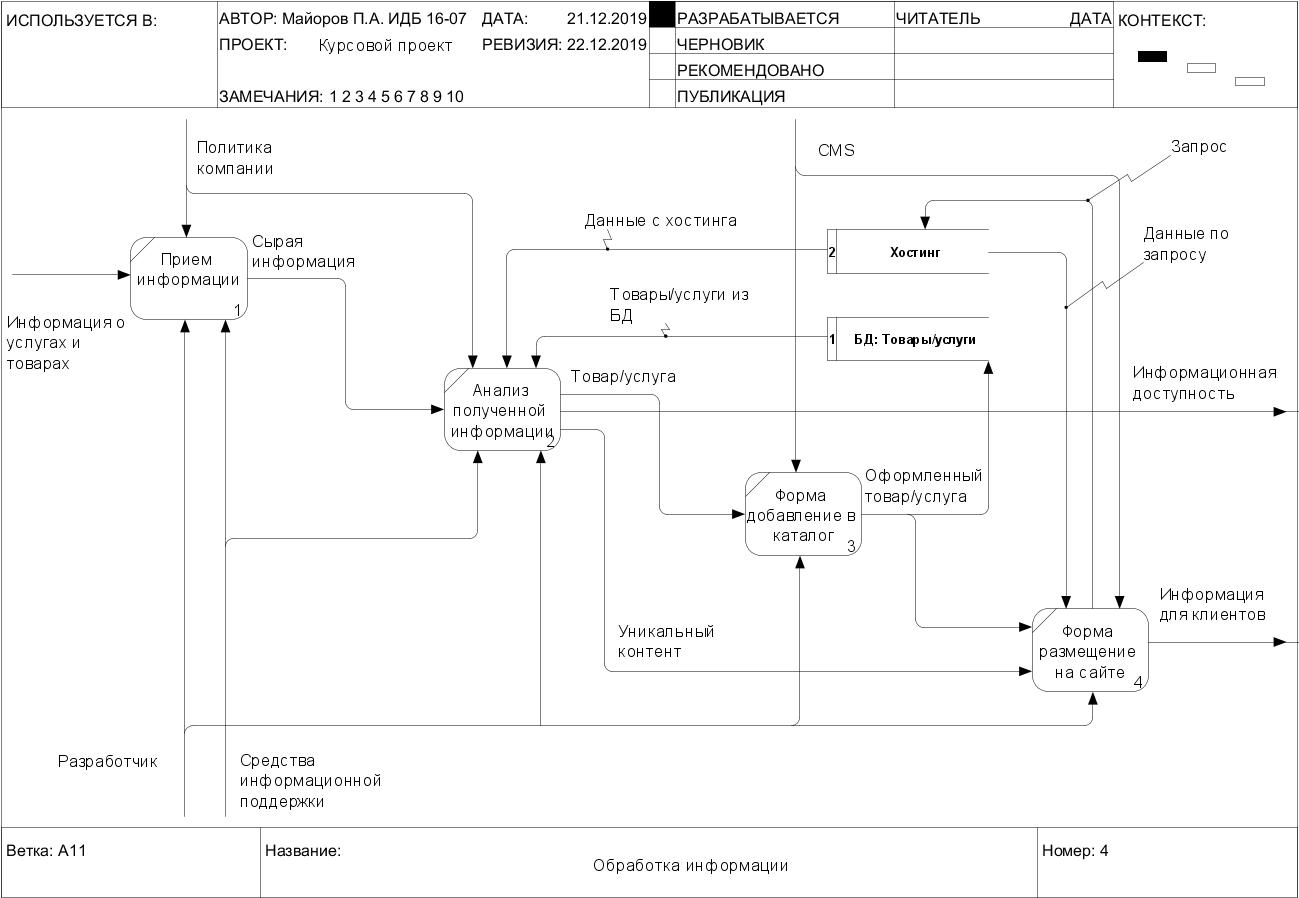 ИСПОЛЬЗУЕТСЯ В:
АВТОР: Майоров П.А. ИДБ 16-07
ДАТА: 21.12.2019
ПРОЕКТ: Курсовой проект
РЕВИЗИЯ: 22.12.2019
ЗАМЕЧАНИЯ: 1 2 3 4 5 6 7 8 9 10
РАЗРАБАТЫВАЕТСЯ
ЧЕРНОВИК
РЕКОМЕНДОВАНО
ПУБЛИКАЦИЯ
ЧИТАТЕЛЬ
ДАТА
КОНТЕКСТ:
Политика
компании
CMS
Запрос
Данные с хостинга
Данные по
запросу
Сырая
информация
Прием
информации
1
2
Хостинг
Товары/услуги из
БД
Информация о
услугах и
товарах
1
БД: Товары/услуги
Товар/услуга
Информационная
доступность
Анализ
полученной
информации
2
Оформленный
товар/услуга
Форма
добавление в
каталог
3
Информация
для клиентов
Уникальный
контент
Форма
размещение
на сайте
4
Разработчик
Средства
информационной
поддержки
Ветка: A11
Название:
Обработка информации
Номер: 4